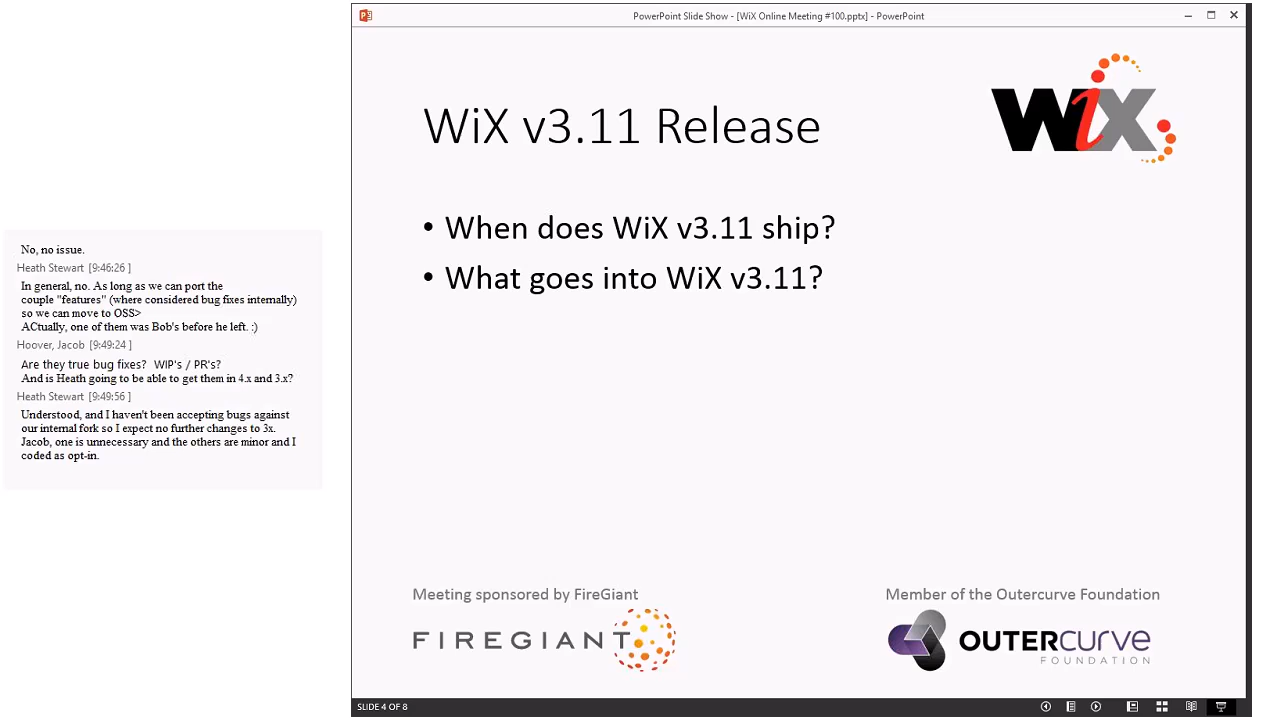 No, no issue.
Heath Stewart [9:46:26 ]
In general, no. As long as we can port the
couple "features" (where considered bug fixes internally)
so we can move to OSS>
ACtually, one of them was Bob's before he left. :)
Hoover, Jacob [9:49:24 ]
Are they true bug fixes?  WIP's / PR's?
And is Heath going to be able to get them in 4.x and 3.x?
Heath Stewart [9:49:56 ]
Understood, and I haven't been accepting bugs against
our internal fork so I expect no further changes to 3x.
Jacob, one is unnecessary and the others are minor and I
coded as opt-in.
PowerPoint Slide Show - [WiX Online Meeting #100.pptx] - PowerPoint
WiX
WiX v3.11 Release
• When does WiX v3.11 ship?
• What goes into WiX v3.11?
Meeting sponsored by FireGiant
FIREGIANT
Member of the Outercurve Foundation
OUTERCURVE
FOUNDATION
SLIDE 4 OF 8